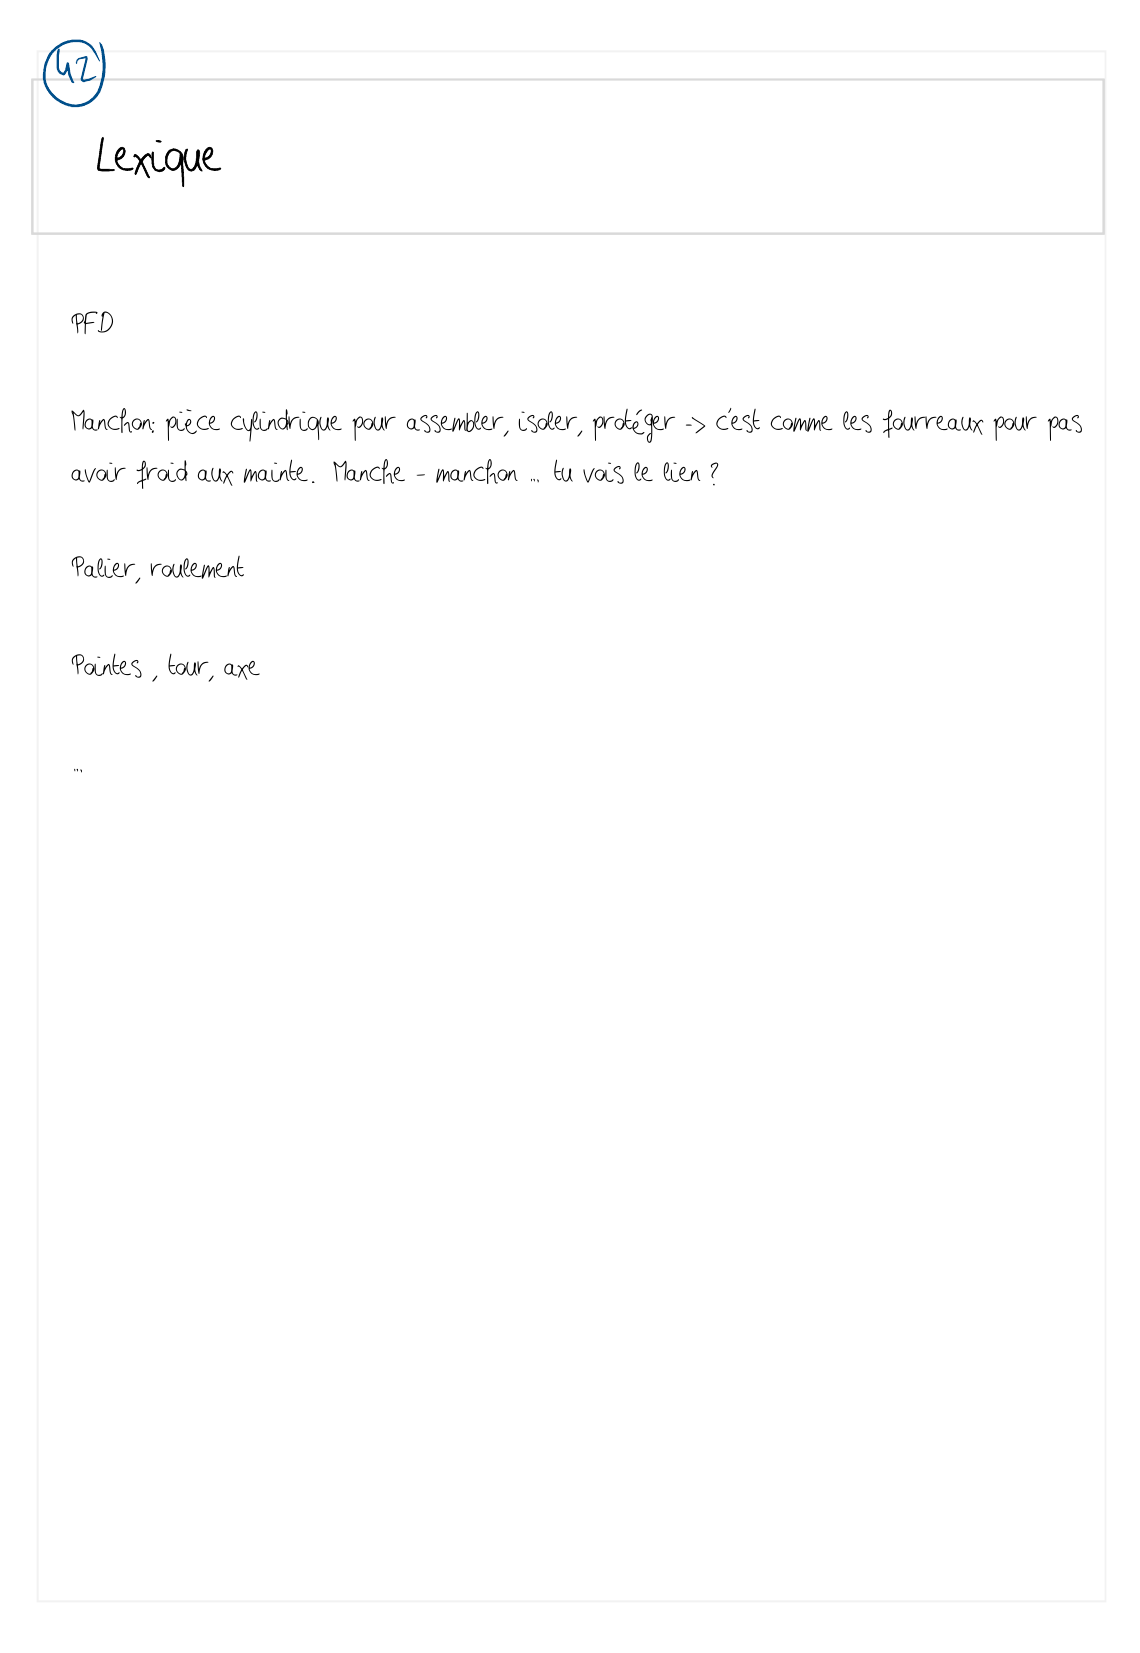 42
Lexique
PFD
Manchon: pièce cylindrique pour assembler, isoler, protéger -> c'est comme les fourreaux pour pas
avoir froid aux mainte. Manche - manchon ... tu vois le lien ?
Palier, roulement
Pointes , tour, axe
...